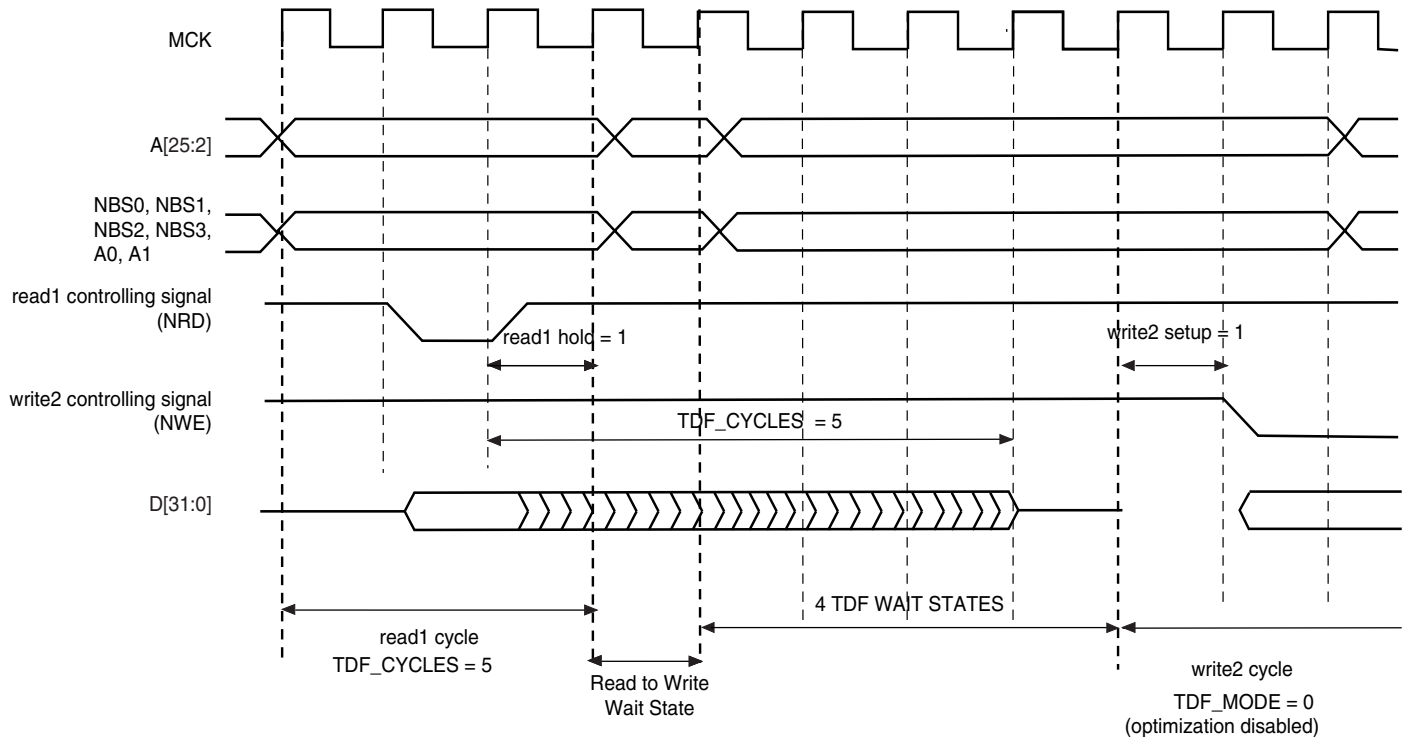 MCK
A[25:2]
NBS0, NBS1,
NBS2, NBS3,
A0, A1
read1 controlling signal
(NRD)
read1 hold = 1
write2 setup = 1
write2 controlling signal
(NWE)
TDF_CYCLES = 5
D[31:0]
4 TDF WAIT STATES
read1 cycle
TDF_CYCLES = 5
Read to Write
Wait State
write2 cycle
TDF_MODE = 0
(optimization disabled)